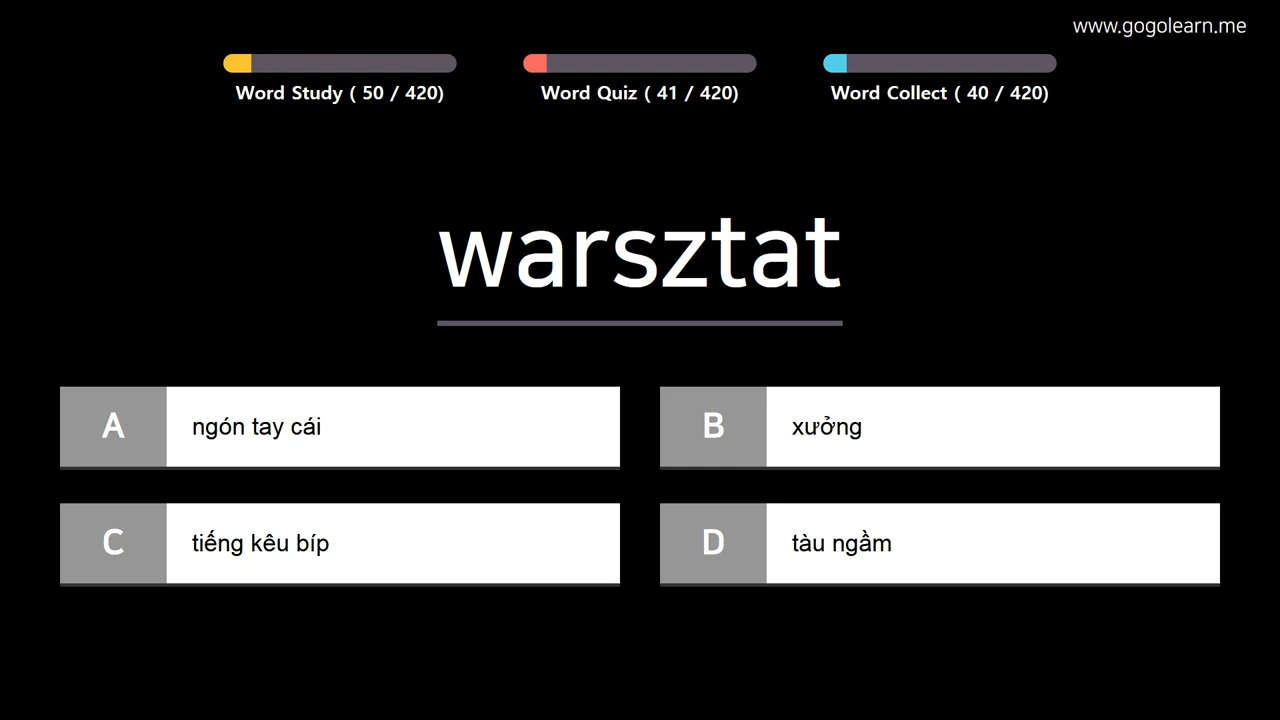 www.gogolearn.me
Word Study ( 50 / 420)
Word Quiz ( 41 / 420)
Word Collect ( 40 / 420)
warsztat
A ngón tay cái
B xưởng
C tiếng kêu bíp
D tàu ngầm